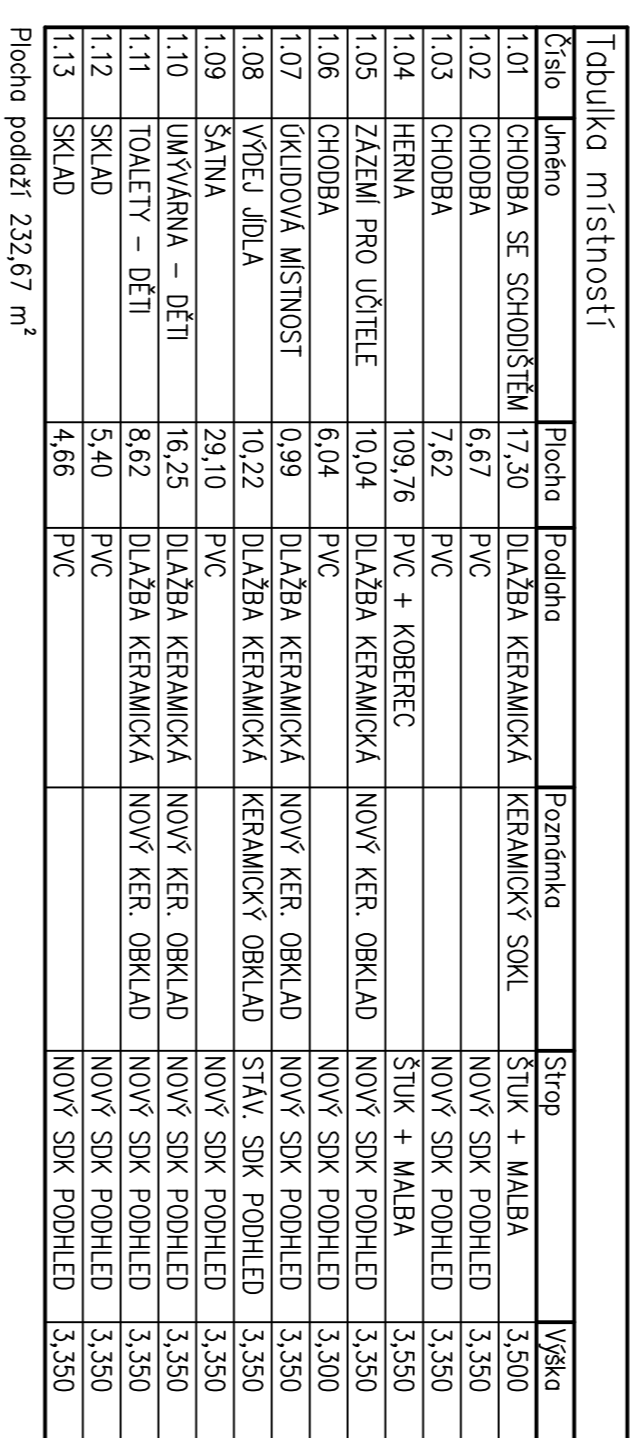 Tabulka místností
Číslo Jméno Plocha Podlaha Poznámka Strop Výška
1.01 CHODBA SE SCHODIŠTĚM 17,30 DLAŽBA KERAMICKÁ KERAMICKÝ SOKL ŠTUK + MALBA 3,500
1.02 CHODBA 6,67 PVC NOVÝ SDK PODHLED 3,350
1.03 CHODBA 7,62 PVC NOVÝ SDK PODHLED 3,350
1.04 HERNA 109,76 PVC + KOBEREC ŠTUK + MALBA 3,550
1.05 ZÁZEMÍ PRO UČITELE 10,04 DLAŽBA KERAMICKÁ NOVÝ KER. OBKLAD NOVÝ SDK PODHLED 3,350
1.06 CHODBA 6,04 PVC NOVÝ SDK PODHLED 3,300
1.07 ÚKLIDOVÁ MÍSTNOST 0,99 DLAŽBA KERAMICKÁ NOVÝ KER. OBKLAD NOVÝ SDK PODHLED 3,350
1.08 VÝDEJ JÍDLA 10,22 DLAŽBA KERAMICKÁ KERAMICKÝ OBKLAD STÁV. SDK PODHLED 3,350
1.09 ŠATNA 29,10 PVC NOVÝ SDK PODHLED 3,350
1.10 UMÝVÁRNA – DĚTI 16,25 DLAŽBA KERAMICKÁ NOVÝ KER. OBKLAD NOVÝ SDK PODHLED 3,350
1.11 TOALETY – DĚTI 8,62 DLAŽBA KERAMICKÁ NOVÝ KER. OBKLAD NOVÝ SDK PODHLED 3,350
1.12 SKLAD 5,40 PVC NOVÝ SDK PODHLED 3,350
1.13 SKLAD 4,66 PVC NOVÝ SDK PODHLED 3,350
Plocha podlaží 232,67 m²